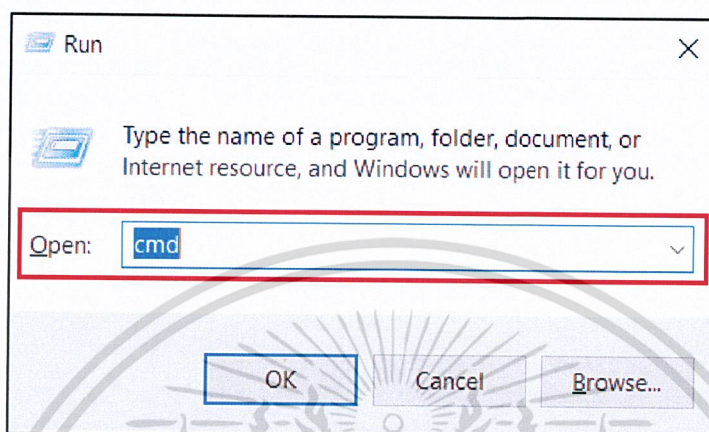 Run
Type the name of a program, folder, document, or
Internet resource, and Windows will open it for you.
Open:
cmd
OK
Cancel
Browse...